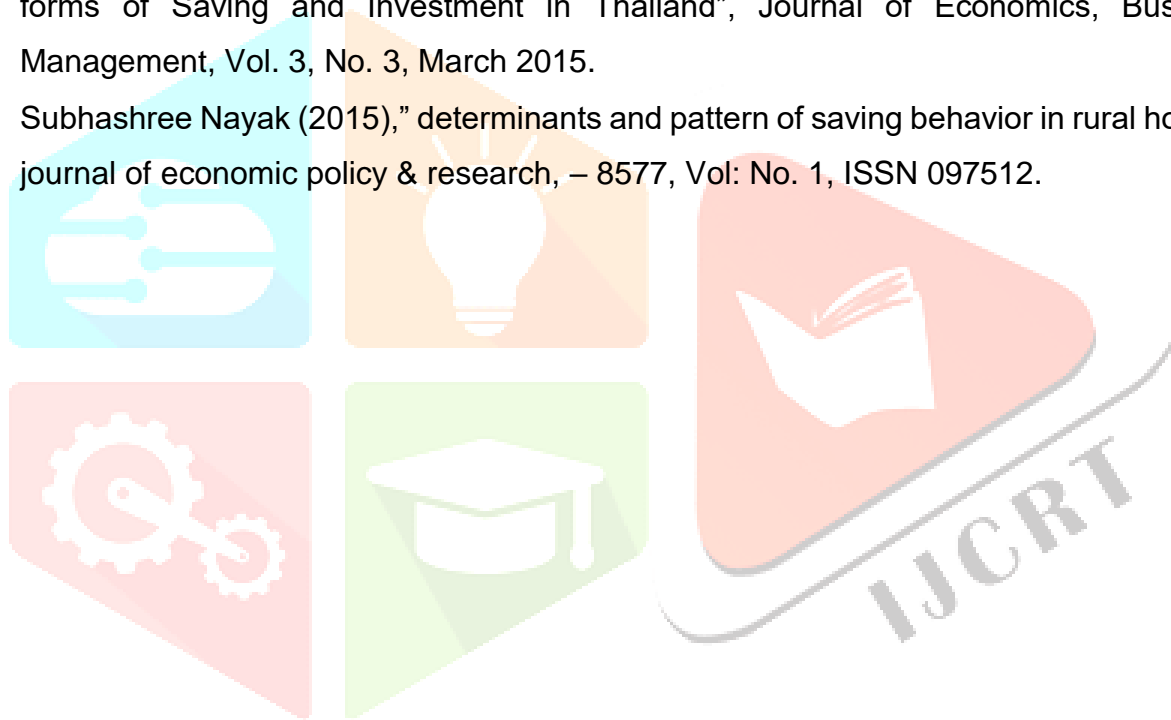 forms of Saving and Investment in Thailand", Journal of Economics, Bus
Management, Vol. 3, No. 3, March 2015.
Subhashree Nayak (2015)," determinants and pattern of saving behavior in rural ho
journal of economic policy & research, – 8577, Vol: No. 1, ISSN 097512.
IJCRT